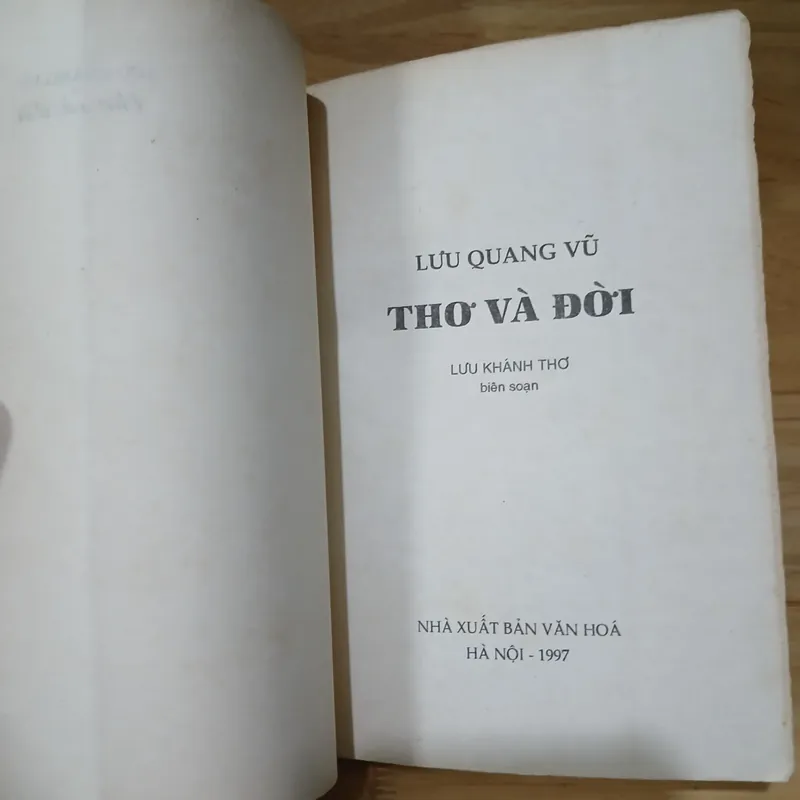 LƯU QUANG VŨ
THƠ VÀ ĐỜI
LƯU KHÁNH THƠ
biên soạn
NHÀ XUẤT BẢN VĂN HOÁ
HÀ NỘI - 1997